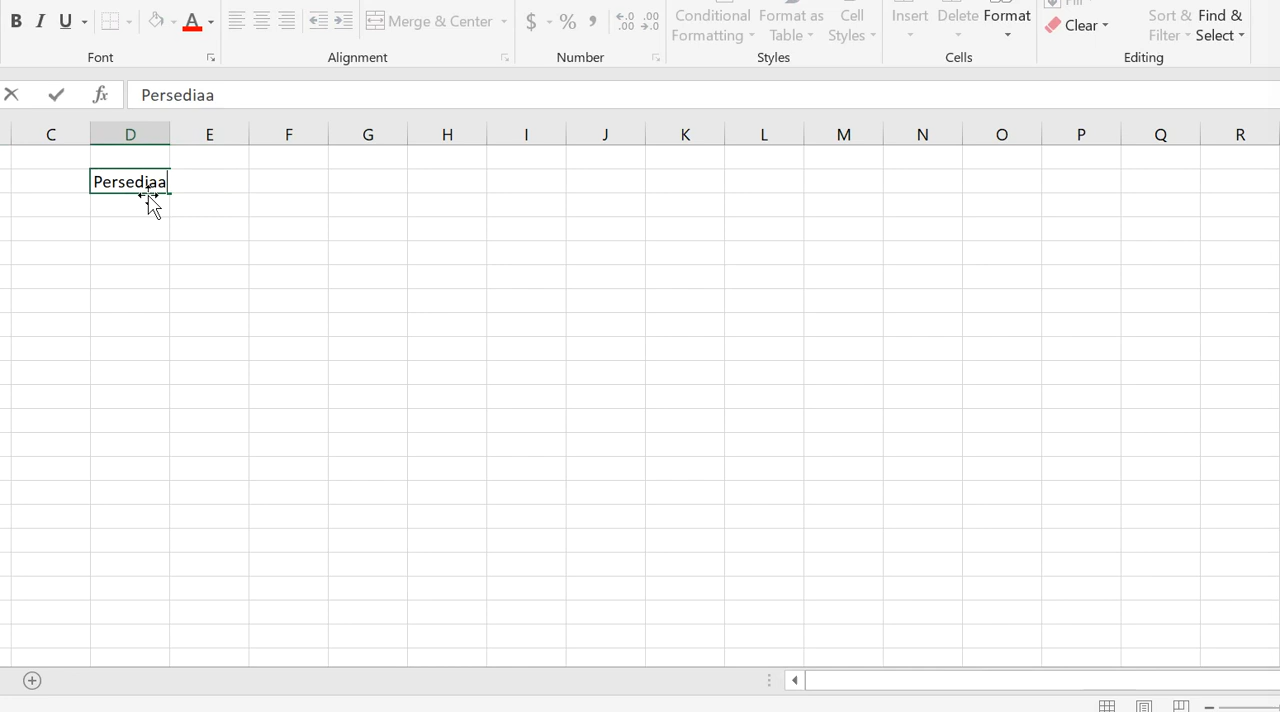 B I U A Merge & Center $ % 9 .00 Conditional Format as Cell Insert Delete Format Clear Sort & Find &
Formatting Table Styles Filter Select
Font Alignment Number Styles Cells Editing
fx Persediaa
C D E F G H I J K L M N O P Q R
Persediaa